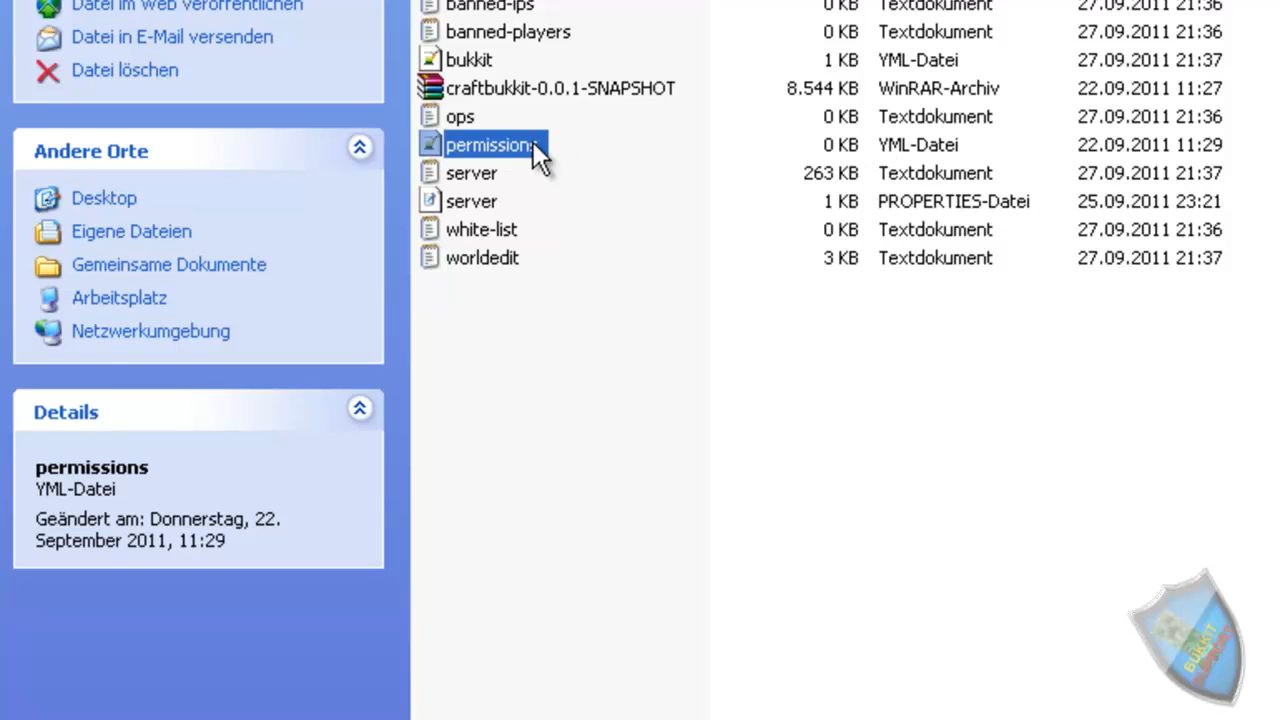 Datei im Web veröffentlichen
Datei in E-Mail versenden
Datei löschen
Andere Orte
Desktop
Eigene Dateien
Gemeinsame Dokumente
Arbeitsplatz
Netzwerkumgebung
Details
permissions
YML-Datei
Geändert am: Donnerstag, 22.
September 2011, 11:29
banned-ips 0 KB Textdokument 27.09.2011 21:36
banned-players 0 KB Textdokument 27.09.2011 21:36
bukkit 1 KB YML-Datei 27.09.2011 21:37
craftbukkit-0.0.1-SNAPSHOT 8.544 KB WinRAR-Archiv 22.09.2011 11:27
ops 0 KB Textdokument 27.09.2011 21:36
permissions 0 KB YML-Datei 22.09.2011 11:29
server 263 KB Textdokument 27.09.2011 21:37
server 1 KB PROPERTIES-Datei 25.09.2011 23:21
white-list 0 KB Textdokument 27.09.2011 21:36
worldedit 3 KB Textdokument 27.09.2011 21:37
BUKKIT